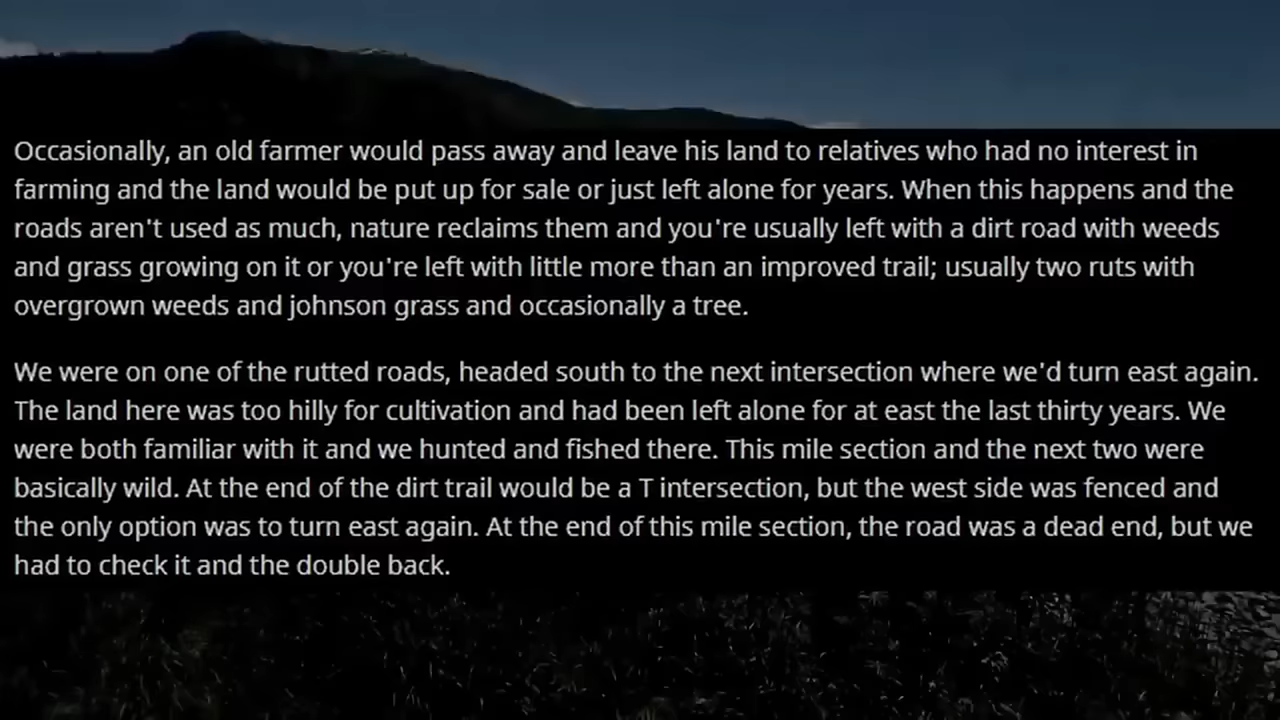 Occasionally, an old farmer would pass away and leave his land to relatives who had no interest in
farming and the land would be put up for sale or just left alone for years. When this happens and the
roads aren't used as much, nature reclaims them and you're usually left with a dirt road with weeds
and grass growing on it or you're left with little more than an improved trail; usually two ruts with
overgrown weeds and johnson grass and occasionally a tree.
We were on one of the rutted roads, headed south to the next intersection where we'd turn east again.
The land here was too hilly for cultivation and had been left alone for at east the last thirty years. We
were both familiar with it and we hunted and fished there. This mile section and the next two were
basically wild. At the end of the dirt trail would be a T intersection, but the west side was fenced and
the only option was to turn east again. At the end of this mile section, the road was a dead end, but we
had to check it and the double back.